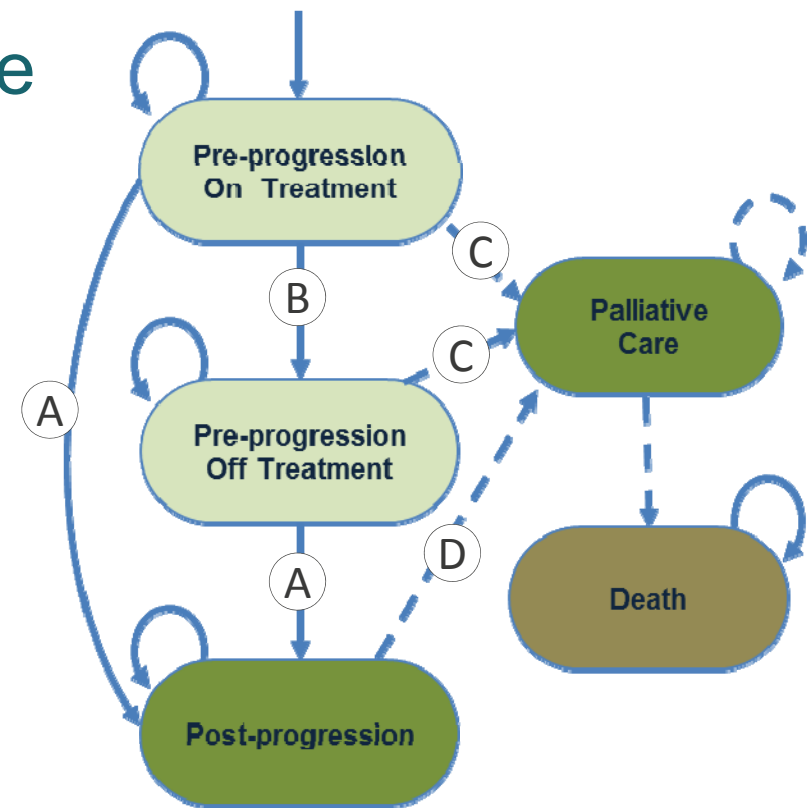 e
Pre-progression
On Treatment
C
B
Palliative
Care
C
A
Pre-progression
Off Treatment
D
A
Death
Post-progression